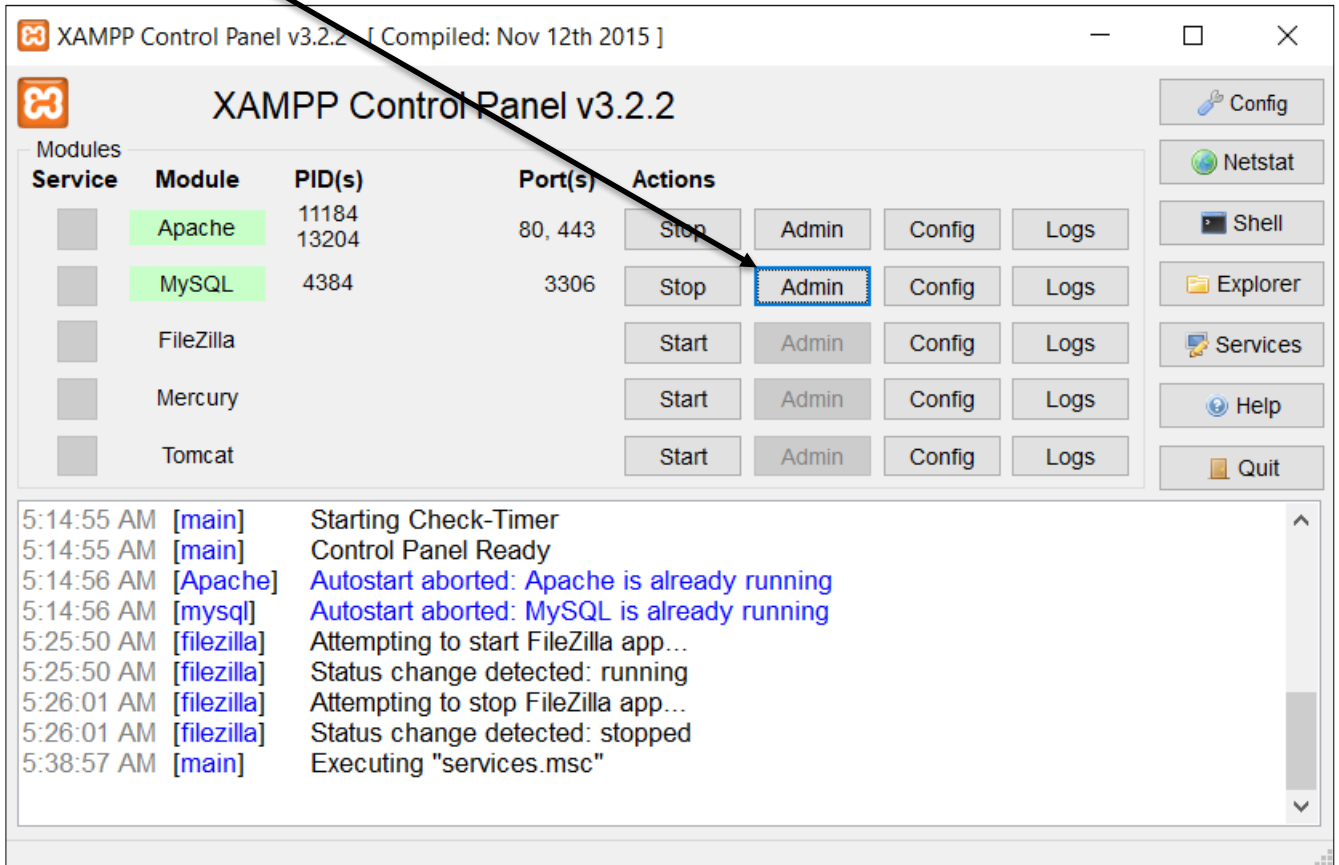 XAMPP Control Panel v3.2.2 [ Compiled: Nov 12th 2015 ]
XAMPP Control Panel v3.2.2
Config
Modules
Service Module PID(s) Port(s) Actions
Netstat
Apache 11184 13204 80, 443 Stop Admin Config Logs
Shell
MySQL 4384 3306 Stop Admin Config Logs
Explorer
FileZilla Start Admin Config Logs
Services
Mercury Start Admin Config Logs
Help
Tomcat Start Admin Config Logs
Quit
5:14:55 AM [main] Starting Check-Timer
5:14:55 AM [main] Control Panel Ready
5:14:56 AM [Apache] Autostart aborted: Apache is already running
5:14:56 AM [mysql] Autostart aborted: MySQL is already running
5:25:50 AM [filezilla] Attempting to start FileZilla app...
5:25:50 AM [filezilla] Status change detected: running
5:26:01 AM [filezilla] Attempting to stop FileZilla app...
5:26:01 AM [filezilla] Status change detected: stopped
5:38:57 AM [main] Executing "services.msc"